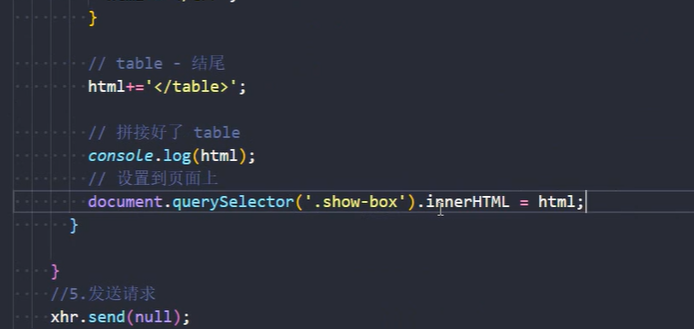 }
// table - 结尾
html+='</table>';
// 拼接好了 table
console.log(html);
// 设置到页面上
document.querySelector('.show-box').innerHTML = html;
}
}
//5.发送请求
xhr.send(null);